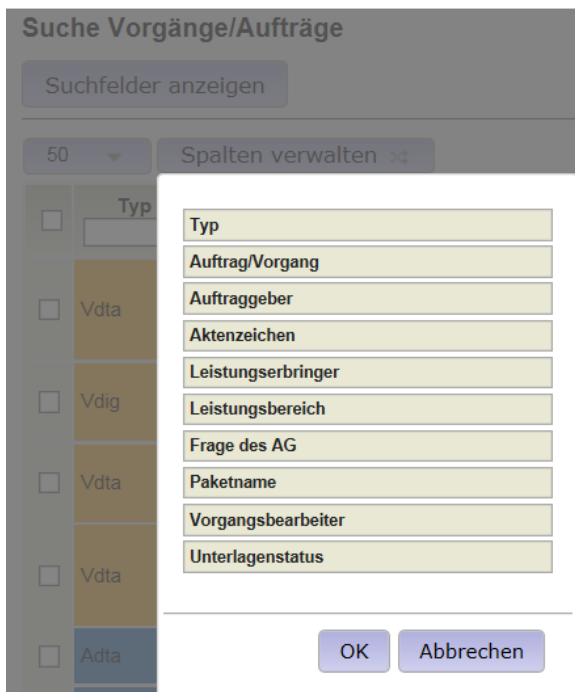 Suche Vorgänge/Aufträge
Suchfelder anzeigen
50
Spalten verwalten
Typ
Vdta
Vdig
Vdta
Vdta
Adta
Typ
Auftrag/Vorgang
Auftraggeber
Aktenzeichen
Leistungserbringer
Leistungsbereich
Frage des AG
Paketname
Vorgangsbearbeiter
Unterlagenstatus
OK
Abbrechen